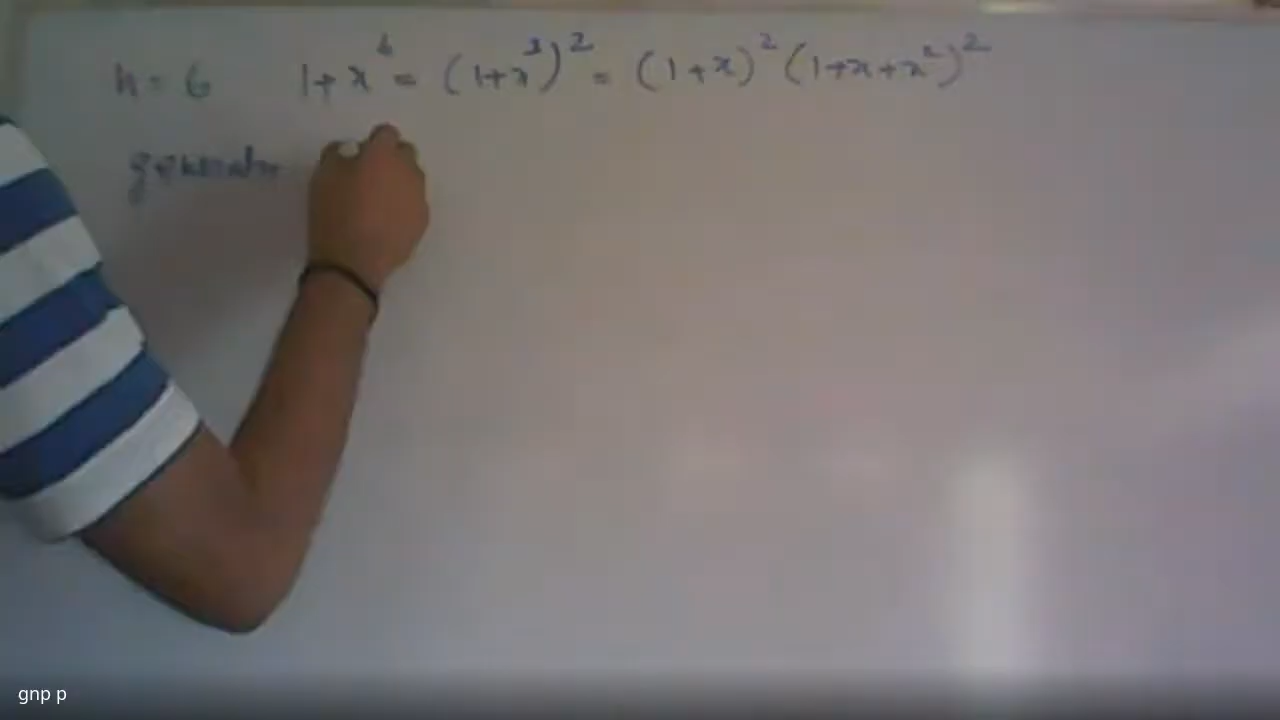 n = 6 1+x⁶ = (1+x³)² = (1+x)²(1+x+x²)²
generator
gnp p